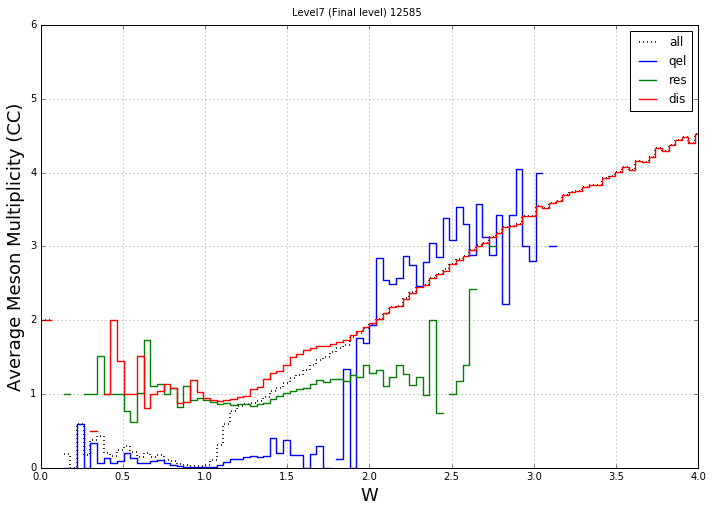 Level7 (Final level) 12585
Average Meson Multiplicity (CC)
6
5
4
3
2
1
0
all
qel
res
dis
0.0 0.5 1.0 1.5 2.0 2.5 3.0 3.5 4.0
W